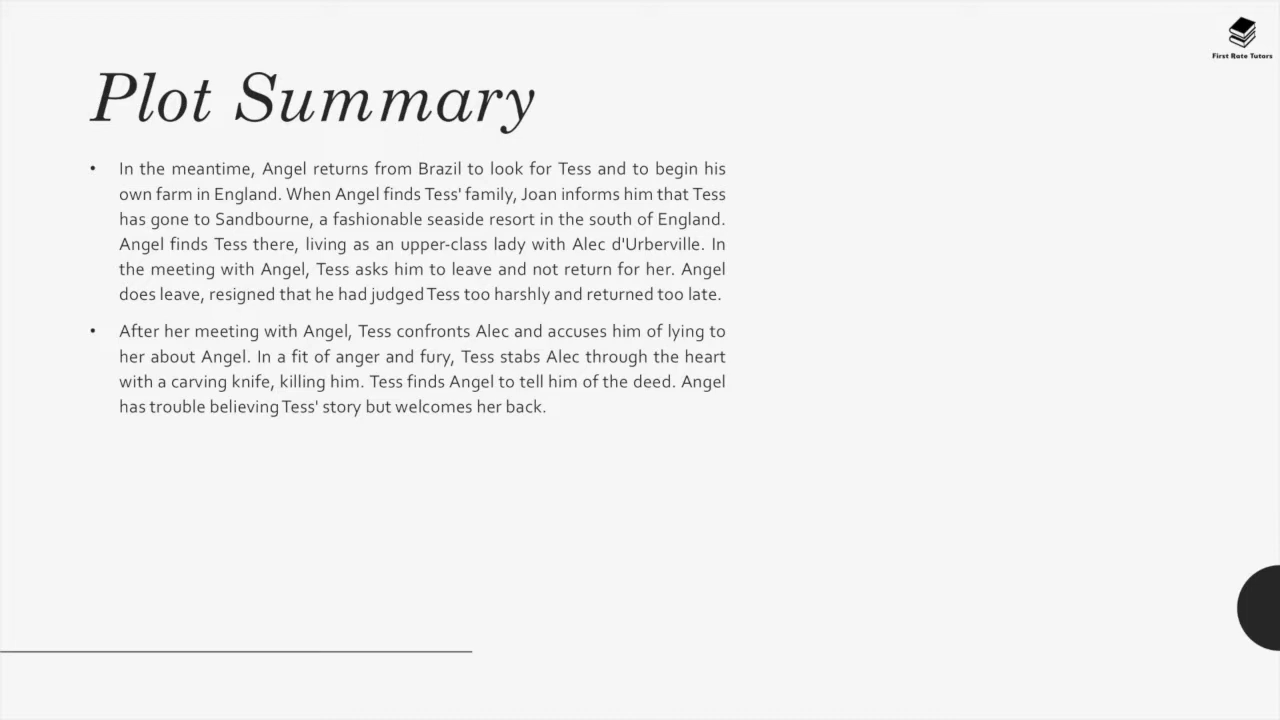 First Rate Tutors
Plot Summary
• In the meantime, Angel returns from Brazil to look for Tess and to begin his
own farm in England. When Angel finds Tess' family, Joan informs him that Tess
has gone to Sandbourne, a fashionable seaside resort in the south of England.
Angel finds Tess there, living as an upper-class lady with Alec d'Urberville. In
the meeting with Angel, Tess asks him to leave and not return for her. Angel
does leave, resigned that he had judged Tess too harshly and returned too late.
• After her meeting with Angel, Tess confronts Alec and accuses him of lying to
her about Angel. In a fit of anger and fury, Tess stabs Alec through the heart
with a carving knife, killing him. Tess finds Angel to tell him of the deed. Angel
has trouble believing Tess' story but welcomes her back.